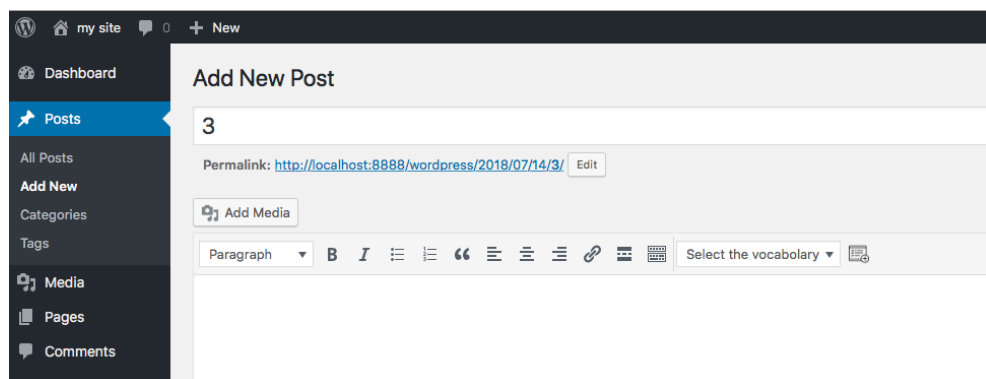 my site 0 + New
Dashboard
Posts
All Posts
Add New
Categories
Tags
Media
Pages
Comments
Add New Post
3
Permalink: http://localhost:8888/wordpress/2018/07/14/3/ Edit
Add Media
Paragraph B I Select the vocabolary